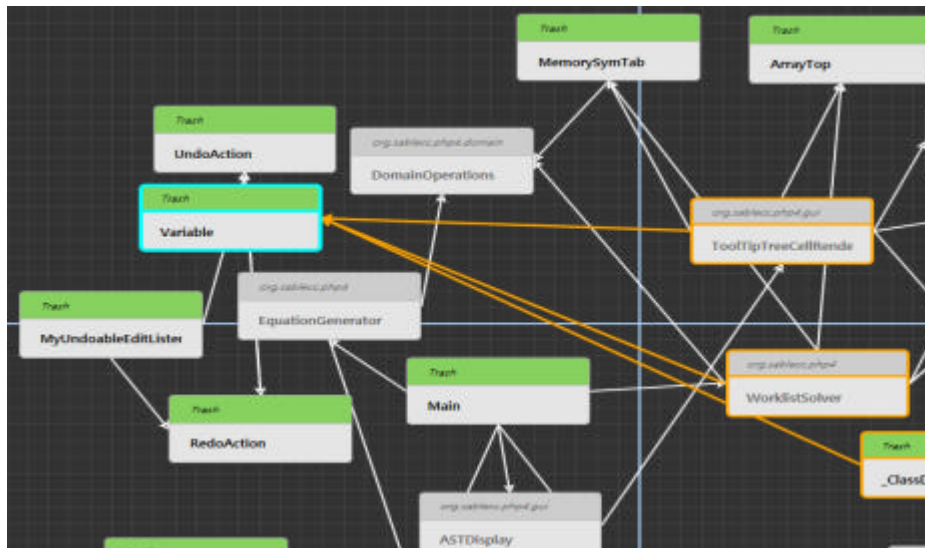 Trash
MemorySymTab
Trash
ArrayTop
Trash
UndoAction
org.sablecc.php4.domain
DomainOperations
Trash
Variable
org.sablecc.php4.gui
ToolTipTreeCellRende
org.sablecc.php4
EquationGenerator
Trash
MyUndoableEditListen
Trash
Main
org.sablecc.php4
WorklistSolver
Trash
RedoAction
Trash
_ClassD
org.sablecc.php4.gui
ASTDisplay